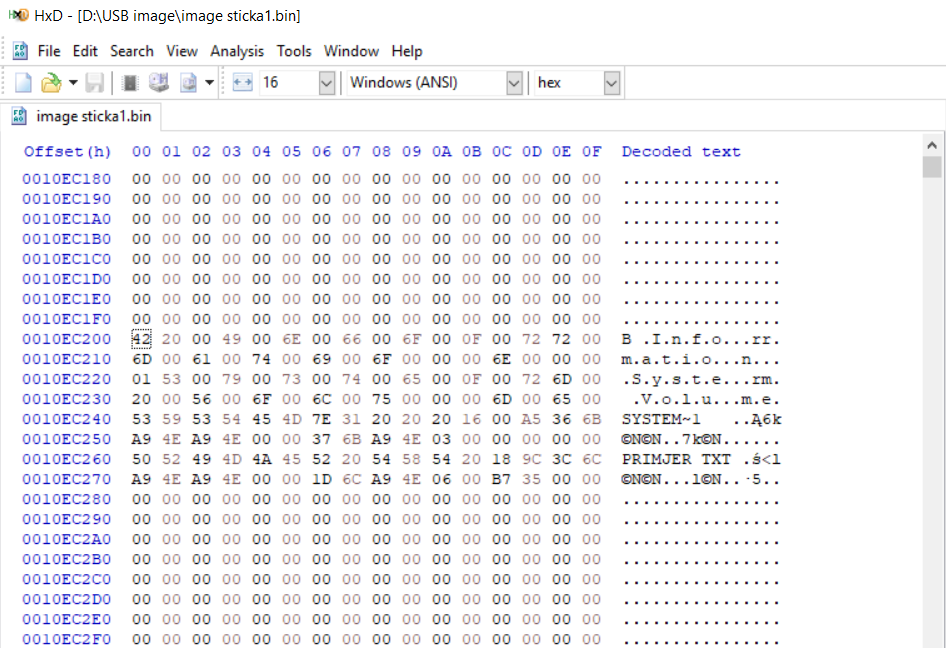 HxD - [D:\USB image\image sticka1.bin]
File Edit Search View Analysis Tools Window Help
16 Windows (ANSI) hex
image sticka1.bin
Offset(h) 00 01 02 03 04 05 06 07 08 09 0A 0B 0C 0D 0E 0F Decoded text
0010EC180 00 00 00 00 00 00 00 00 00 00 00 00 00 00 00 00 ................
0010EC190 00 00 00 00 00 00 00 00 00 00 00 00 00 00 00 00 ................
0010EC1A0 00 00 00 00 00 00 00 00 00 00 00 00 00 00 00 00 ................
0010EC1B0 00 00 00 00 00 00 00 00 00 00 00 00 00 00 00 00 ................
0010EC1C0 00 00 00 00 00 00 00 00 00 00 00 00 00 00 00 00 ................
0010EC1D0 00 00 00 00 00 00 00 00 00 00 00 00 00 00 00 00 ................
0010EC1E0 00 00 00 00 00 00 00 00 00 00 00 00 00 00 00 00 ................
0010EC1F0 00 00 00 00 00 00 00 00 00 00 00 00 00 00 00 00 ................
0010EC200 42 20 00 49 00 6E 00 66 00 6F 00 0F 00 72 72 00 B .I.n.f.o...rr.
0010EC210 6D 00 61 00 74 00 69 00 6F 00 00 00 6E 00 00 00 m.a.t.i.o...n...
0010EC220 01 53 00 79 00 73 00 74 00 65 00 0F 00 72 6D 00 .S.y.s.t.e...rm.
0010EC230 20 00 56 00 6F 00 6C 00 75 00 00 00 6D 00 65 00  .V.o.l.u...m.e.
0010EC240 53 59 53 54 45 4D 7E 31 20 20 20 16 00 A5 36 6B SYSTEM~1   ..Ą6k
0010EC250 A9 4E A9 4E 00 00 37 6B A9 4E 03 00 00 00 00 00 ©N©N..7k©N......
0010EC260 50 52 49 4D 4A 45 52 20 54 58 54 20 18 9C 3C 6C PRIMJER TXT .ś<l
0010EC270 A9 4E A9 4E 00 00 1D 6C A9 4E 06 00 B7 35 00 00 ©N©N...l©N..·5..
0010EC280 00 00 00 00 00 00 00 00 00 00 00 00 00 00 00 00 ................
0010EC290 00 00 00 00 00 00 00 00 00 00 00 00 00 00 00 00 ................
0010EC2A0 00 00 00 00 00 00 00 00 00 00 00 00 00 00 00 00 ................
0010EC2B0 00 00 00 00 00 00 00 00 00 00 00 00 00 00 00 00 ................
0010EC2C0 00 00 00 00 00 00 00 00 00 00 00 00 00 00 00 00 ................
0010EC2D0 00 00 00 00 00 00 00 00 00 00 00 00 00 00 00 00 ................
0010EC2E0 00 00 00 00 00 00 00 00 00 00 00 00 00 00 00 00 ................
0010EC2F0 00 00 00 00 00 00 00 00 00 00 00 00 00 00 00 00 ................